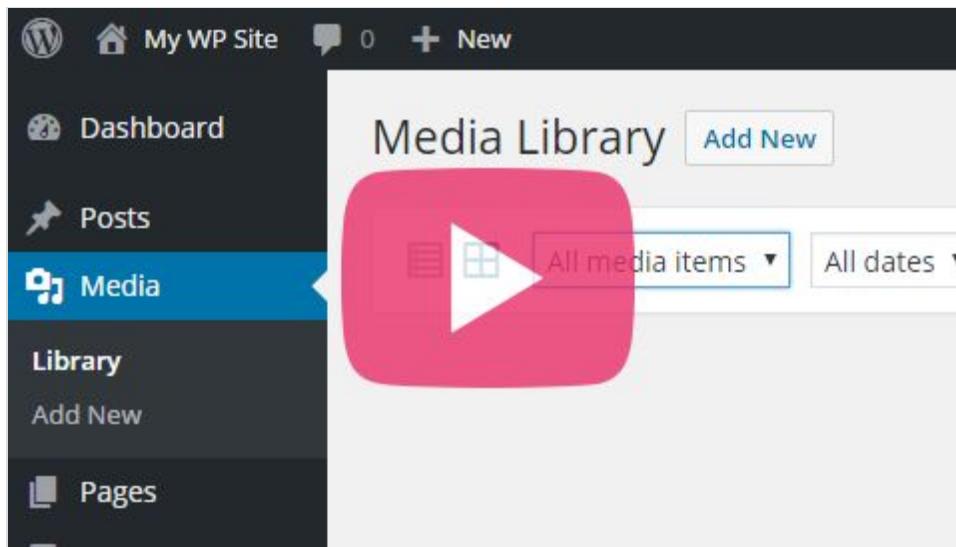 My WP Site 0 New
Dashboard
Media Library Add New
Posts
All media items All dates
Media
Library
Add New
Pages